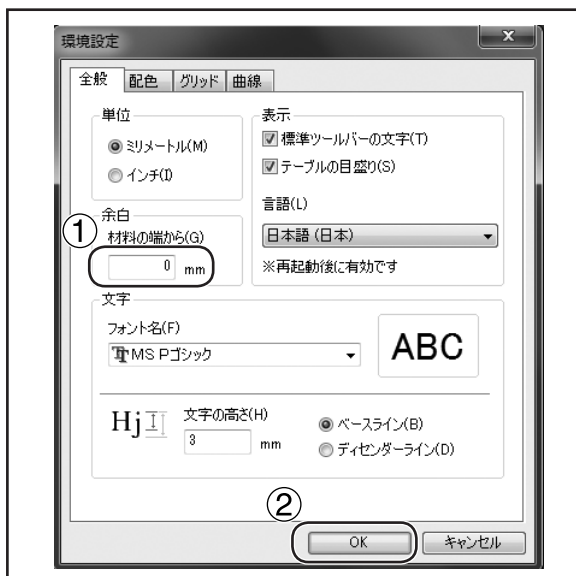 環境設定
全般 配色 グリッド 曲線
単位
ミリメートル(M)
インチ(I)
表示
標準ツールバーの文字(T)
テーブルの目盛り(S)
言語(L)
日本語 (日本)
※再起動後に有効です
①
余白
材料の端から(G)
0 mm
文字
フォント名(F)
MS Pゴシック
ABC
Hj
文字の高さ(H)
3 mm
ベースライン(B)
ディセンダーライン(D)
②
OK キャンセル